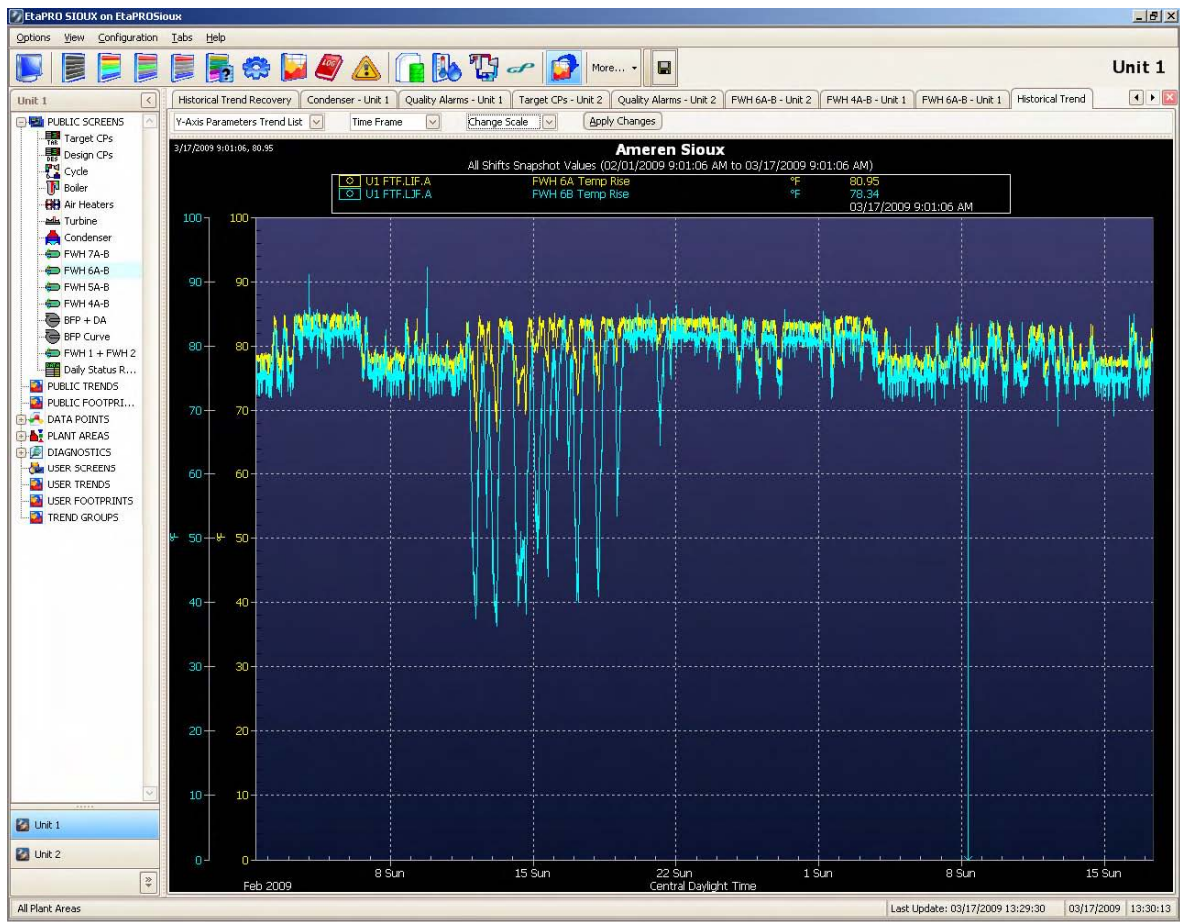 EtaPRO SIOUX on EtaPROSioux
Options View Configuration Tabs Help
More...
Unit 1
Unit 1
Historical Trend Recovery Condenser - Unit 1 Quality Alarms - Unit 1 Target CPs - Unit 2 Quality Alarms - Unit 2 FWH 6A-B - Unit 2 FWH 4A-B - Unit 1 FWH 6A-B - Unit 1 Historical Trend
Y-Axis Parameters Trend List Time Frame Change Scale Apply Changes
PUBLIC SCREENS
Target CPs
Design CPs
Cycle
Boiler
Air Heaters
Turbine
Condenser
FWH 7A-B
FWH 6A-B
FWH 5A-B
FWH 4A-B
BFP + DA
BFP Curve
FWH 1 + FWH 2
Daily Status R...
PUBLIC TRENDS
PUBLIC FOOTPRI...
DATA POINTS
PLANT AREAS
DIAGNOSTICS
USER SCREENS
USER TRENDS
USER FOOTPRINTS
TREND GROUPS
Unit 1
Unit 2
3/17/2009 9:01:06, 80.95
Ameren Sioux
All Shifts Snapshot Values (02/01/2009 9:01:06 AM to 03/17/2009 9:01:06 AM)
U1 FTF.LIF.A FWH 6A Temp Rise °F 80.95
U1 FTF.LJF.A FWH 6B Temp Rise °F 78.34
03/17/2009 9:01:06 AM
100 100
90 90
80 80
70 70
60 60
°F 50 °F 50
40 40
30 30
20 20
10 10
0 0
8 Sun 15 Sun 22 Sun 1 Sun 8 Sun 15 Sun
Feb 2009 Central Daylight Time
All Plant Areas Last Update: 03/17/2009 13:29:30 03/17/2009 13:30:13